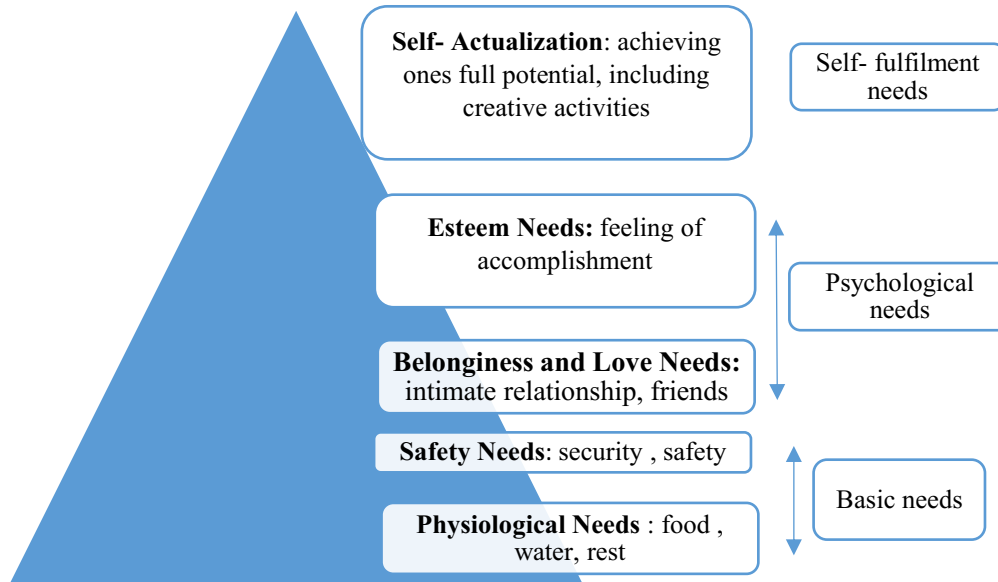 Self- Actualization: achieving
ones full potential, including
creative activities
Self- fulfilment
needs
Esteem Needs: feeling of
accomplishment
Psychological
needs
Belonginess and Love Needs:
intimate relationship, friends
Safety Needs: security , safety
Basic needs
Physiological Needs : food ,
water, rest